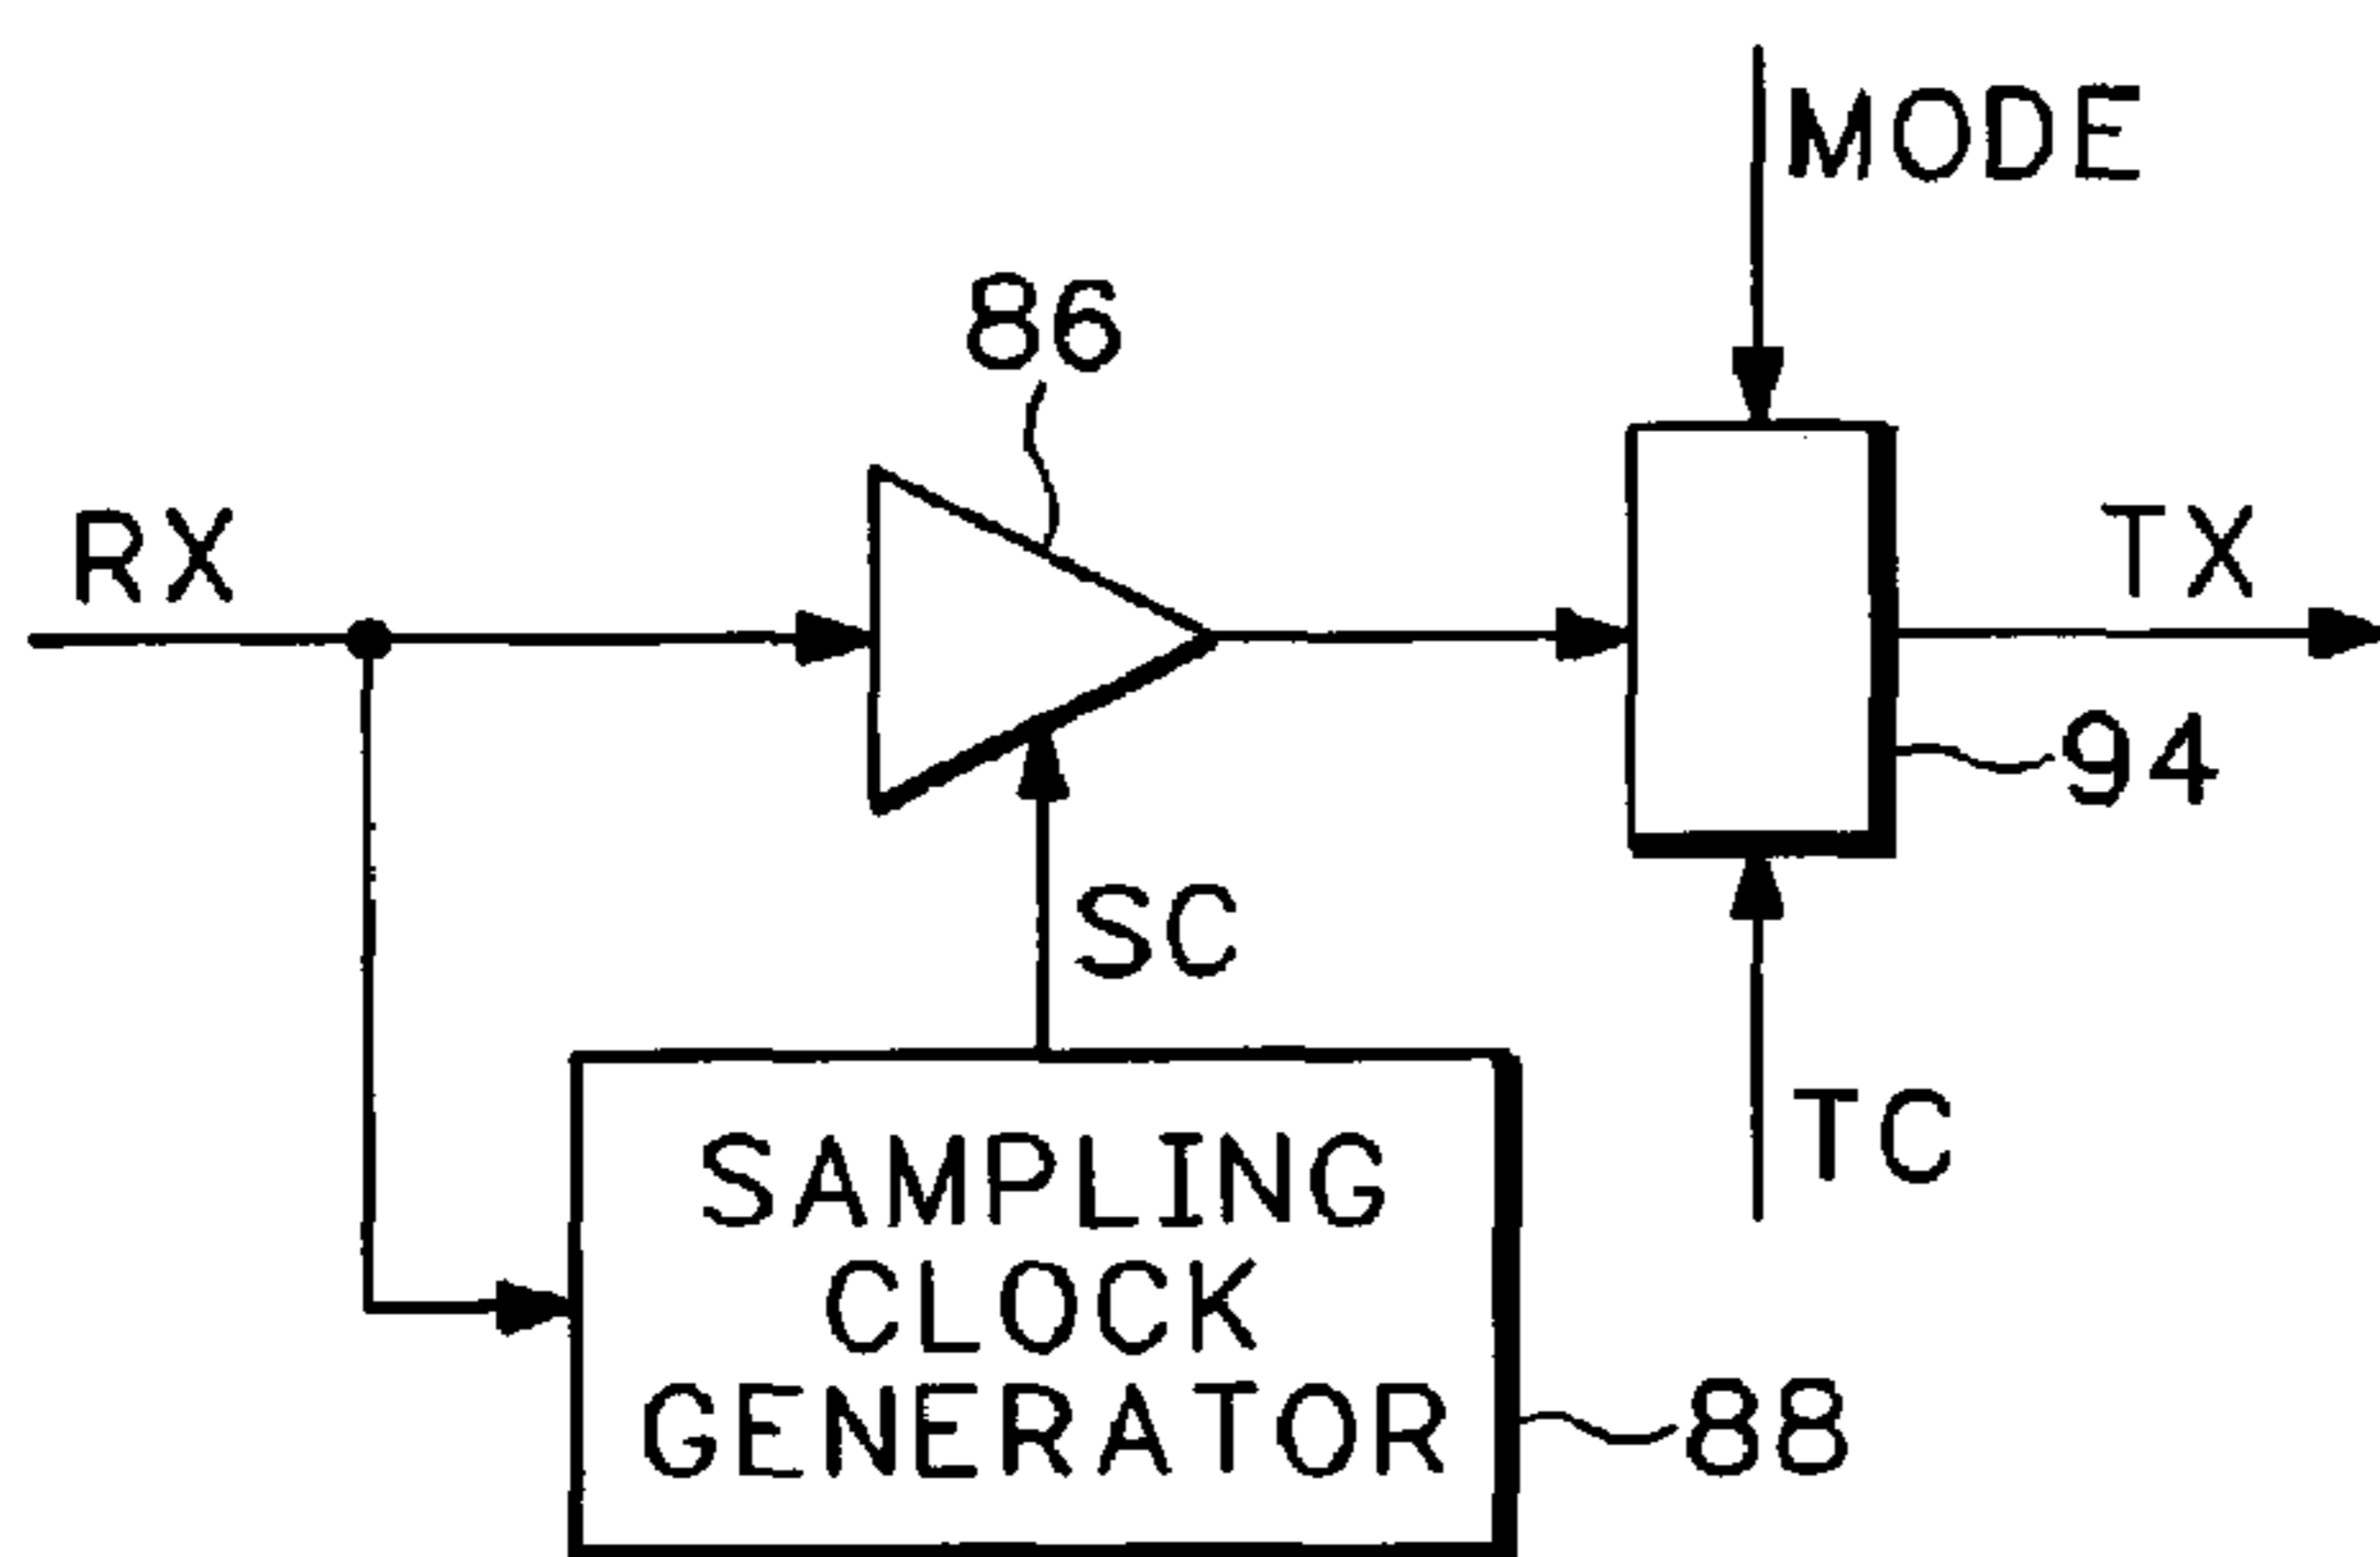 MODE
86
RX
TX
94
SC
TC
SAMPLING
CLOCK
GENERATOR
88